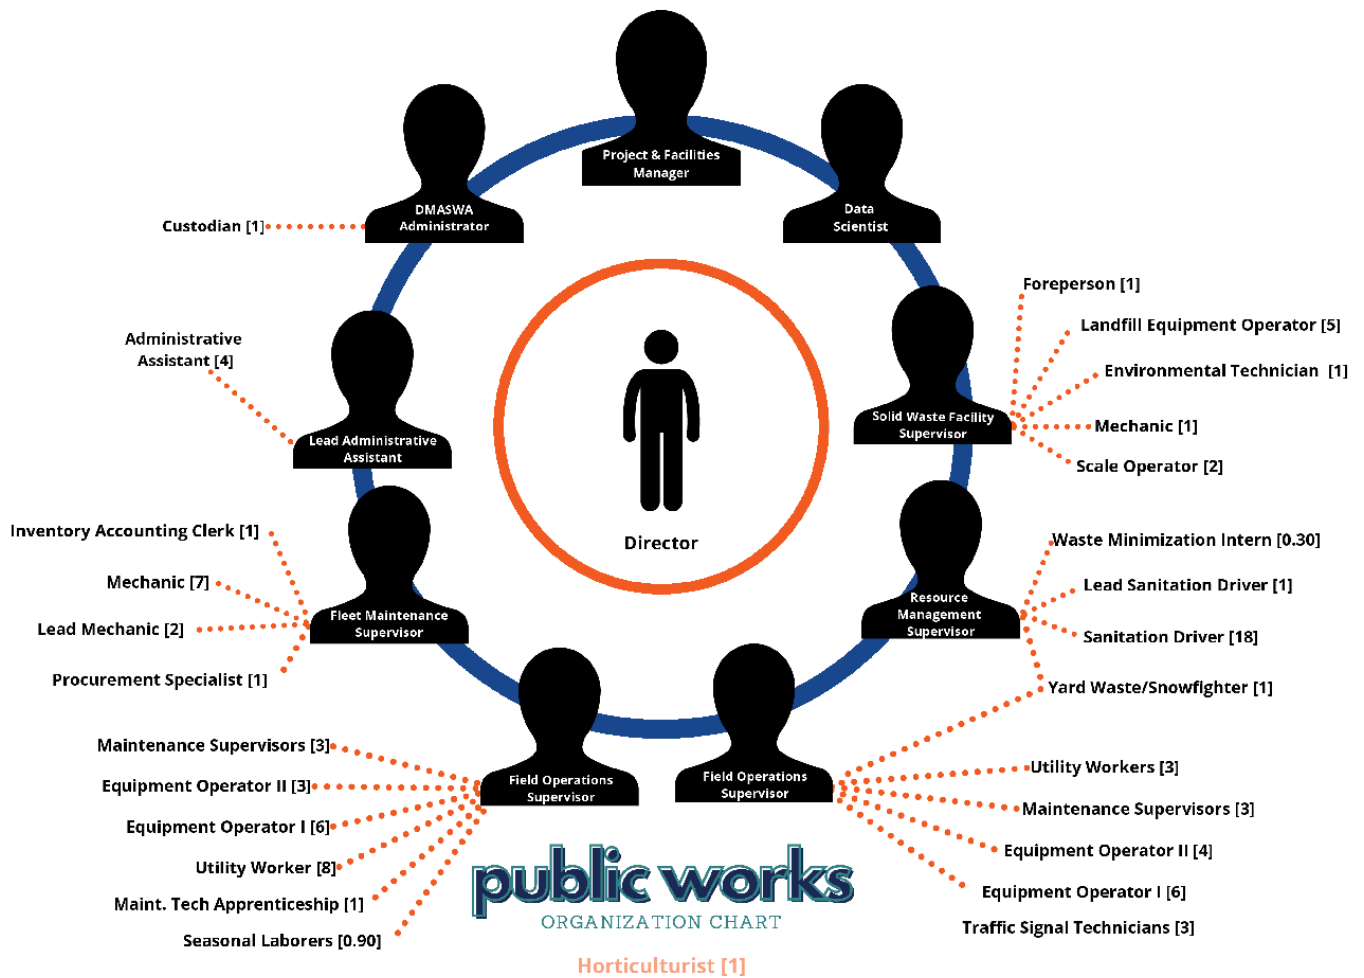 Project & Facilities
Manager
DMASWA
Administrator
Data
Scientist
Custodian [1]
Foreperson [1]
Landfill Equipment Operator [5]
Environmental Technician  [1]
Mechanic [1]
Scale Operator [2]
Solid Waste Facility
Supervisor
Administrative
Assistant [4]
Lead Administrative
Assistant
Director
Inventory Accounting Clerk [1]
Mechanic [7]
Lead Mechanic [2]
Procurement Specialist [1]
Fleet Maintenance
Supervisor
Resource
Management
Supervisor
Waste Minimization Intern [0.30]
Lead Sanitation Driver [1]
Sanitation Driver [18]
Yard Waste/Snowfighter [1]
Maintenance Supervisors [3]
Equipment Operator II [3]
Equipment Operator I [6]
Utility Worker [8]
Maint. Tech Apprenticeship [1]
Seasonal Laborers [0.90]
Field Operations
Supervisor
Field Operations
Supervisor
Utility Workers [3]
Maintenance Supervisors [3]
Equipment Operator II [4]
Equipment Operator I [6]
Traffic Signal Technicians [3]
public works
ORGANIZATION CHART
Horticulturist [1]